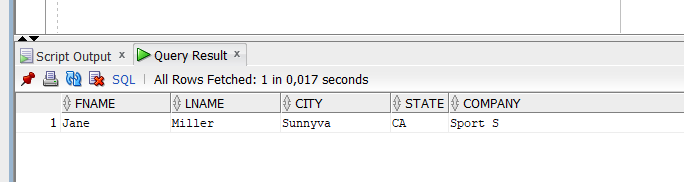 Script Output x Query Result x
SQL | All Rows Fetched: 1 in 0,017 seconds
FNAME LNAME CITY STATE COMPANY
1 Jane Miller Sunnyva CA Sport S